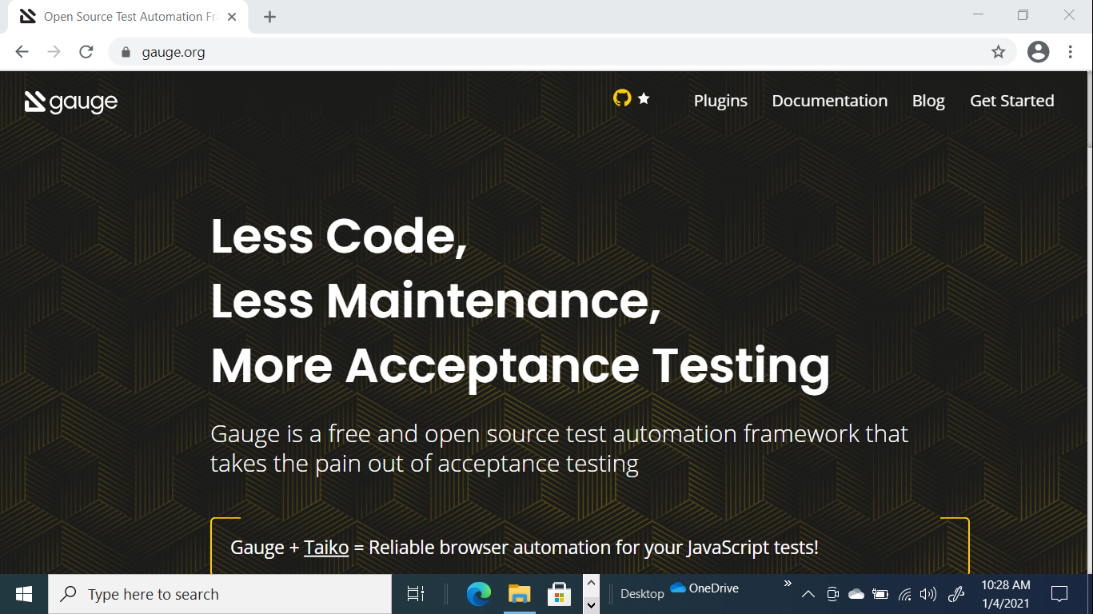 Open Source Test Automation Fr
gauge.org
gauge
Plugins Documentation Blog Get Started
Less Code,
Less Maintenance,
More Acceptance Testing
Gauge is a free and open source test automation framework that
takes the pain out of acceptance testing
Gauge + Taiko = Reliable browser automation for your JavaScript tests!
Type here to search
Desktop
OneDrive
10:28 AM
1/4/2021